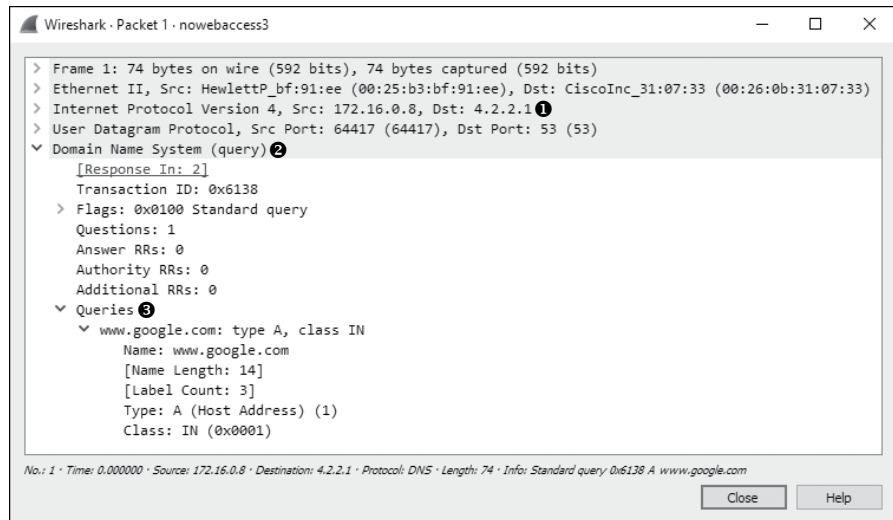 Wireshark · Packet 1 · nowebaccess3
> Frame 1: 74 bytes on wire (592 bits), 74 bytes captured (592 bits)
> Ethernet II, Src: HewlettP_bf:91:ee (00:25:b3:bf:91:ee), Dst: CiscoInc_31:07:33 (00:26:0b:31:07:33)
> Internet Protocol Version 4, Src: 172.16.0.8, Dst: 4.2.2.1 ❶
> User Datagram Protocol, Src Port: 64417 (64417), Dst Port: 53 (53)
Domain Name System (query) ❷
[Response In: 2]
Transaction ID: 0x6138
> Flags: 0x0100 Standard query
Questions: 1
Answer RRs: 0
Authority RRs: 0
Additional RRs: 0
Queries ❸
www.google.com: type A, class IN
Name: www.google.com
[Name Length: 14]
[Label Count: 3]
Type: A (Host Address) (1)
Class: IN (0x0001)
No.: 1 · Time: 0.000000 · Source: 172.16.0.8 · Destination: 4.2.2.1 · Protocol: DNS · Length: 74 · Info: Standard query 0x6138 A www.google.com
Close Help